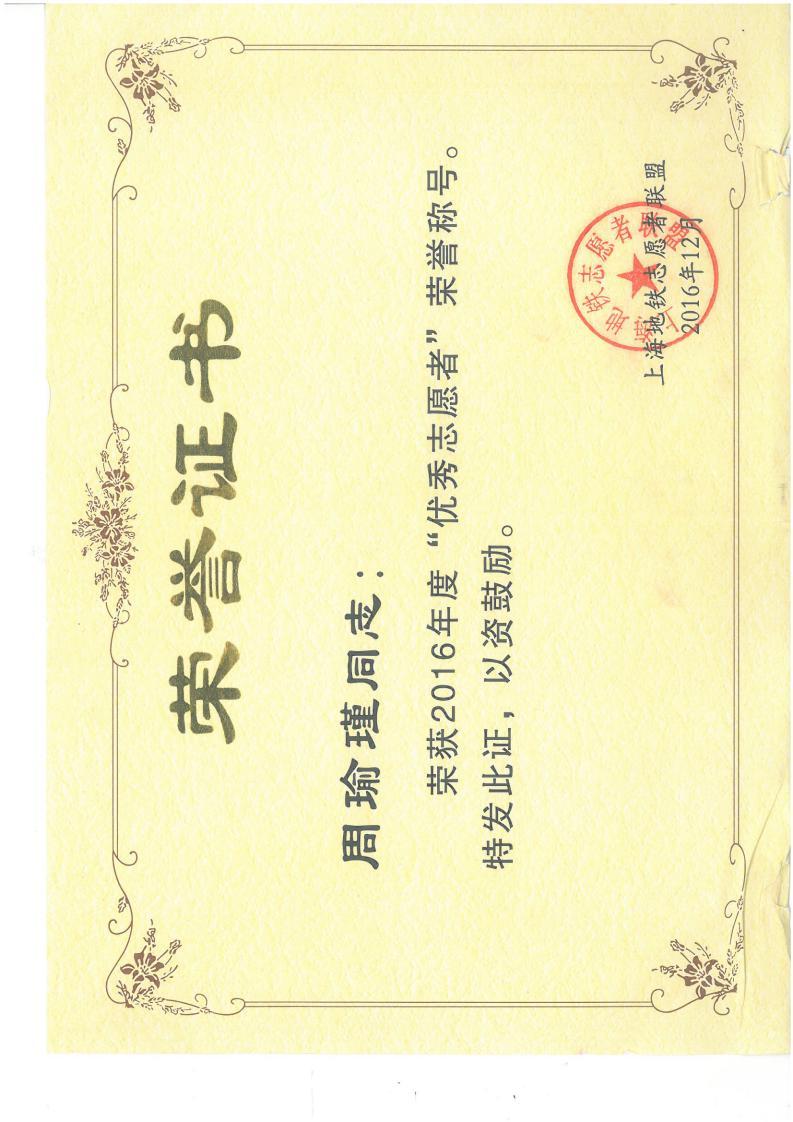 荣誉证书
周瑜瑾同志：
荣获2016年度“优秀志愿者”荣誉称号。
特发此证，以资鼓励。
上海地铁志愿者联盟
上海地铁志愿者联盟
2016年12月